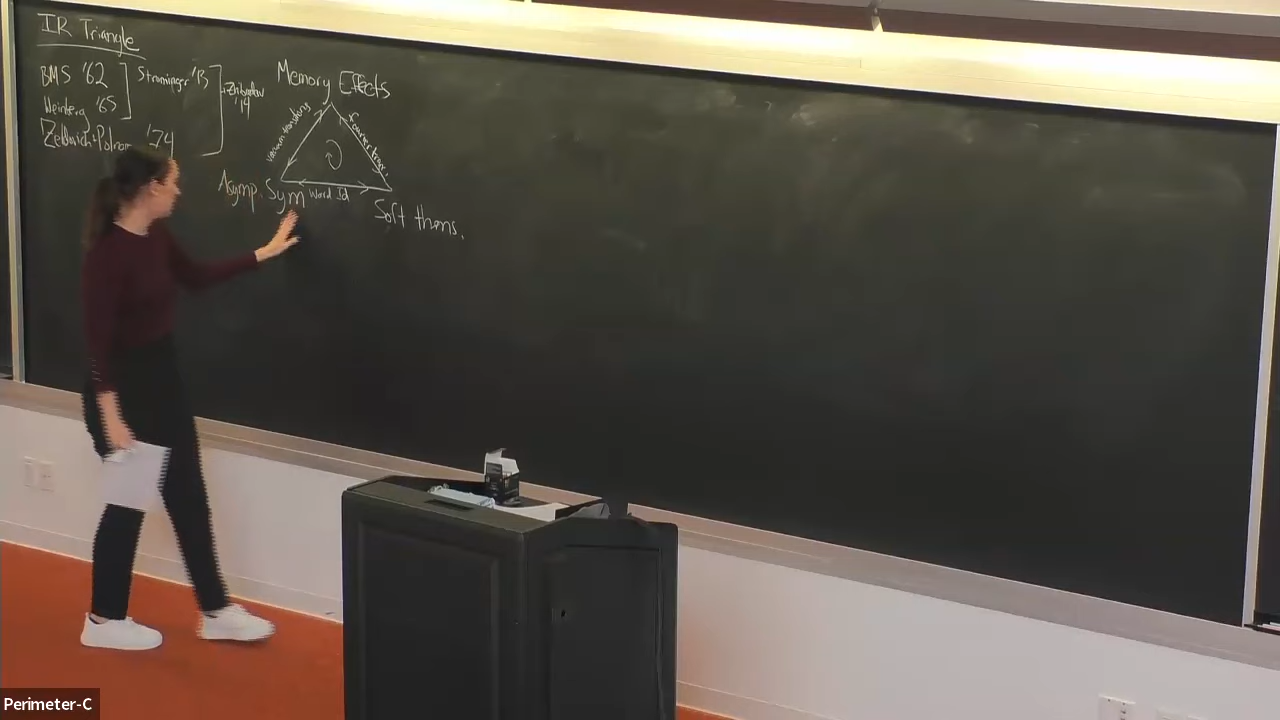 IR Triangle
BMS '62
Weinberg '65
Zeldovich + Polnar '74
Strominger '13
Zhiboedov '14
Memory Effects
vacuum transitions
Fourier trans.
Asymp. Sym
Ward Id
Soft thms.
Perimeter-C